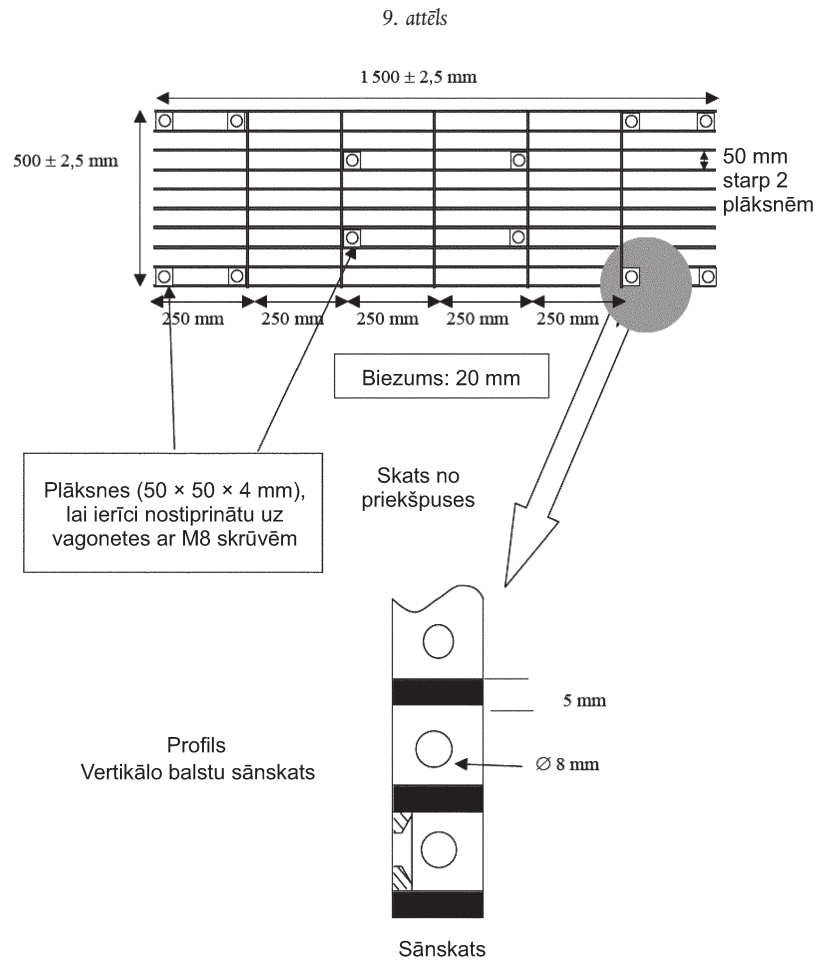 9. attēls
1 500 ± 2,5 mm
500 ± 2,5 mm
50 mm
starp 2
plāksnēm
250 mm
250 mm
250 mm
250 mm
250 mm
Biezums: 20 mm
Plāksnes (50 × 50 × 4 mm),
lai ierīci nostiprinātu uz
vagonetes ar M8 skrūvēm
Skats no
priekšpuses
5 mm
Profils
Vertikālo balstu sānskats
∅ 8 mm
Sānskats